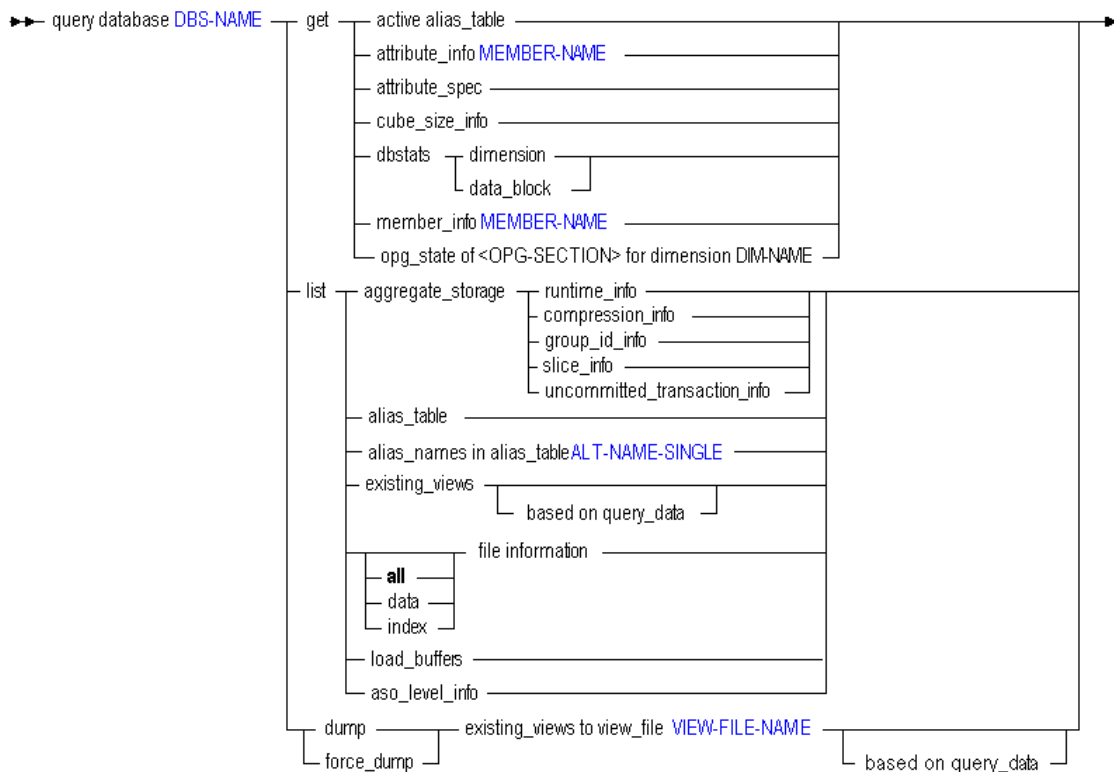 query database DBS-NAME get active alias_table
attribute_info MEMBER-NAME
attribute_spec
cube_size_info
dbstats dimension
data_block
member_info MEMBER-NAME
opg_state of <OPG-SECTION> for dimension DIM-NAME
list aggregate_storage runtime_info
compression_info
group_id_info
slice_info
uncommitted_transaction_info
alias_table
alias_names in alias_table ALT-NAME-SINGLE
existing_views
based on query_data
file information
all
data
index
load_buffers
aso_level_info
dump existing_views to view_file VIEW-FILE-NAME
force_dump based on query_data